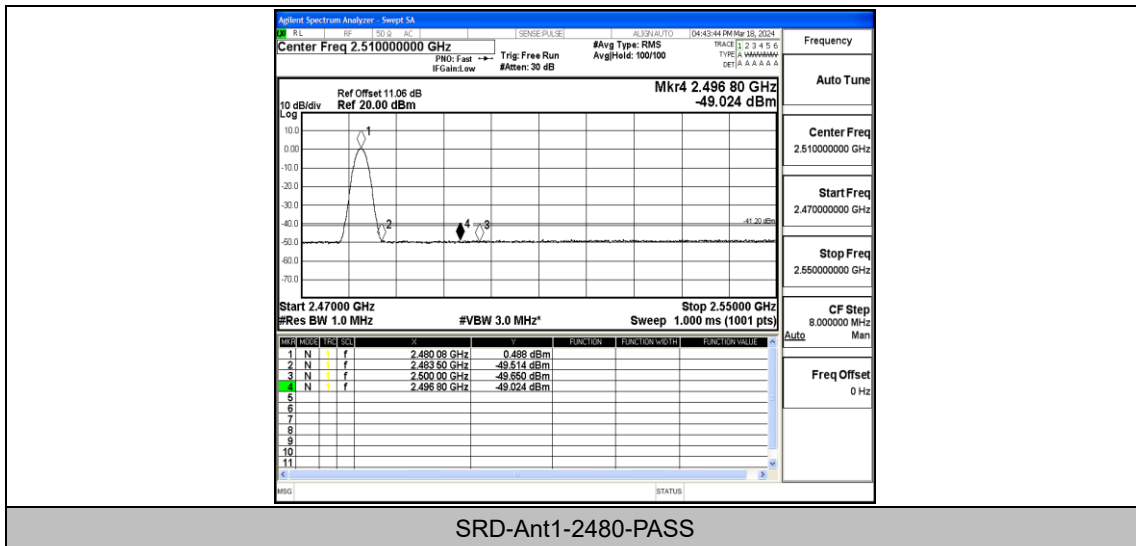 Agilent Spectrum Analyzer - Swept SA
RL RF 50 Ω AC SENSE:PULSE ALIGN AUTO 04:43:44 PM Mar 18, 2024
Center Freq 2.510000000 GHz #Avg Type: RMS TRACE 1 2 3 4 5 6
PNO: Fast Trig: Free Run Avg|Hold: 100/100 TYPE A
IFGain:Low #Atten: 30 dB DET A A A A A A
Mkr4 2.496 80 GHz
Ref Offset 11.06 dB
10 dB/div Ref 20.00 dBm -49.024 dBm
Log
10.0
0.00
-10.0
-20.0
-30.0
-40.0
-50.0
-60.0
-70.0
1
2
4
3
-41.20 dBm
Start 2.47000 GHz Stop 2.55000 GHz
#Res BW 1.0 MHz #VBW 3.0 MHz* Sweep 1.000 ms (1001 pts)
MKR MODE TRC SCL X Y FUNCTION FUNCTION WIDTH FUNCTION VALUE
1 N 1 f 2.480 08 GHz 0.488 dBm
2 N 1 f 2.483 50 GHz -49.514 dBm
3 N 1 f 2.500 00 GHz -49.650 dBm
4 N 1 f 2.496 80 GHz -49.024 dBm
5
6
7
8
9
10
11
MSG STATUS
Frequency
Auto Tune
Center Freq
2.510000000 GHz
Start Freq
2.470000000 GHz
Stop Freq
2.550000000 GHz
CF Step
8.000000 MHz
Auto Man
Freq Offset
0 Hz
SRD-Ant1-2480-PASS